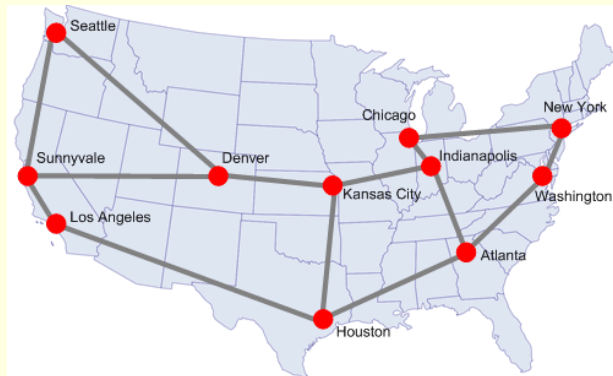 Seattle
Chicago
New York
Sunnyvale
Denver
Indianapolis
Kansas City
Washington
Los Angeles
Atlanta
Houston